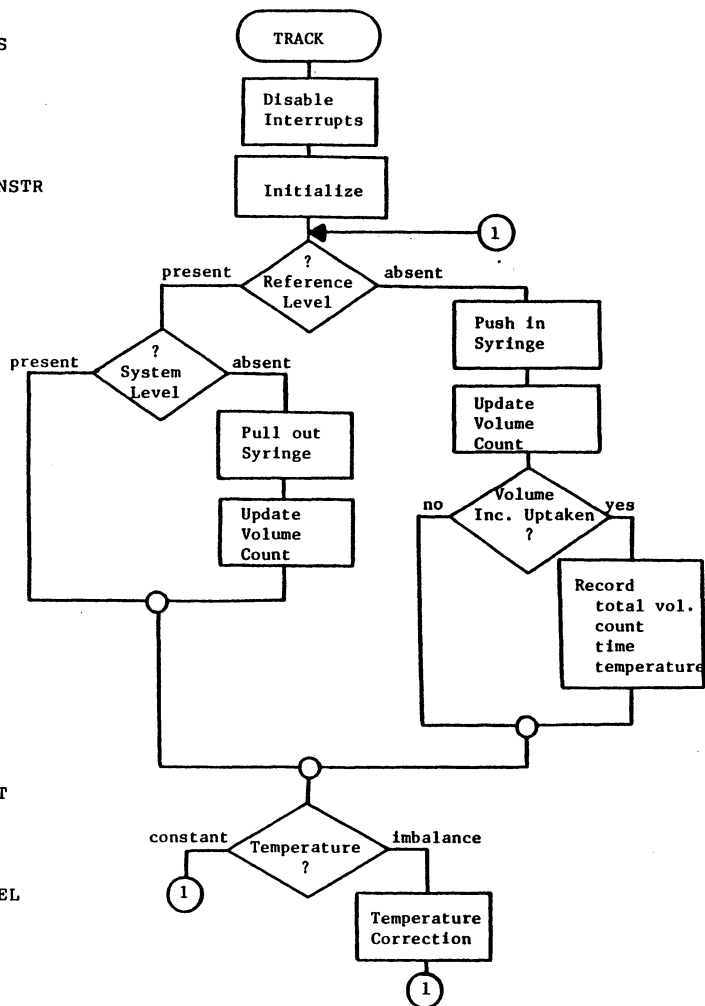 TRACK
S
Disable
Interrupts
NSTR
Initialize
1
?
Reference
Level
present
absent
Push in
Syringe
?
System
Level
present
absent
Update
Volume
Count
Pull out
Syringe
Volume
Inc. Uptaken
?
no
yes
Update
Volume
Count
Record
total vol.
count
time
temperature
T
constant
Temperature
?
imbalance
1
EL
Temperature
Correction
1